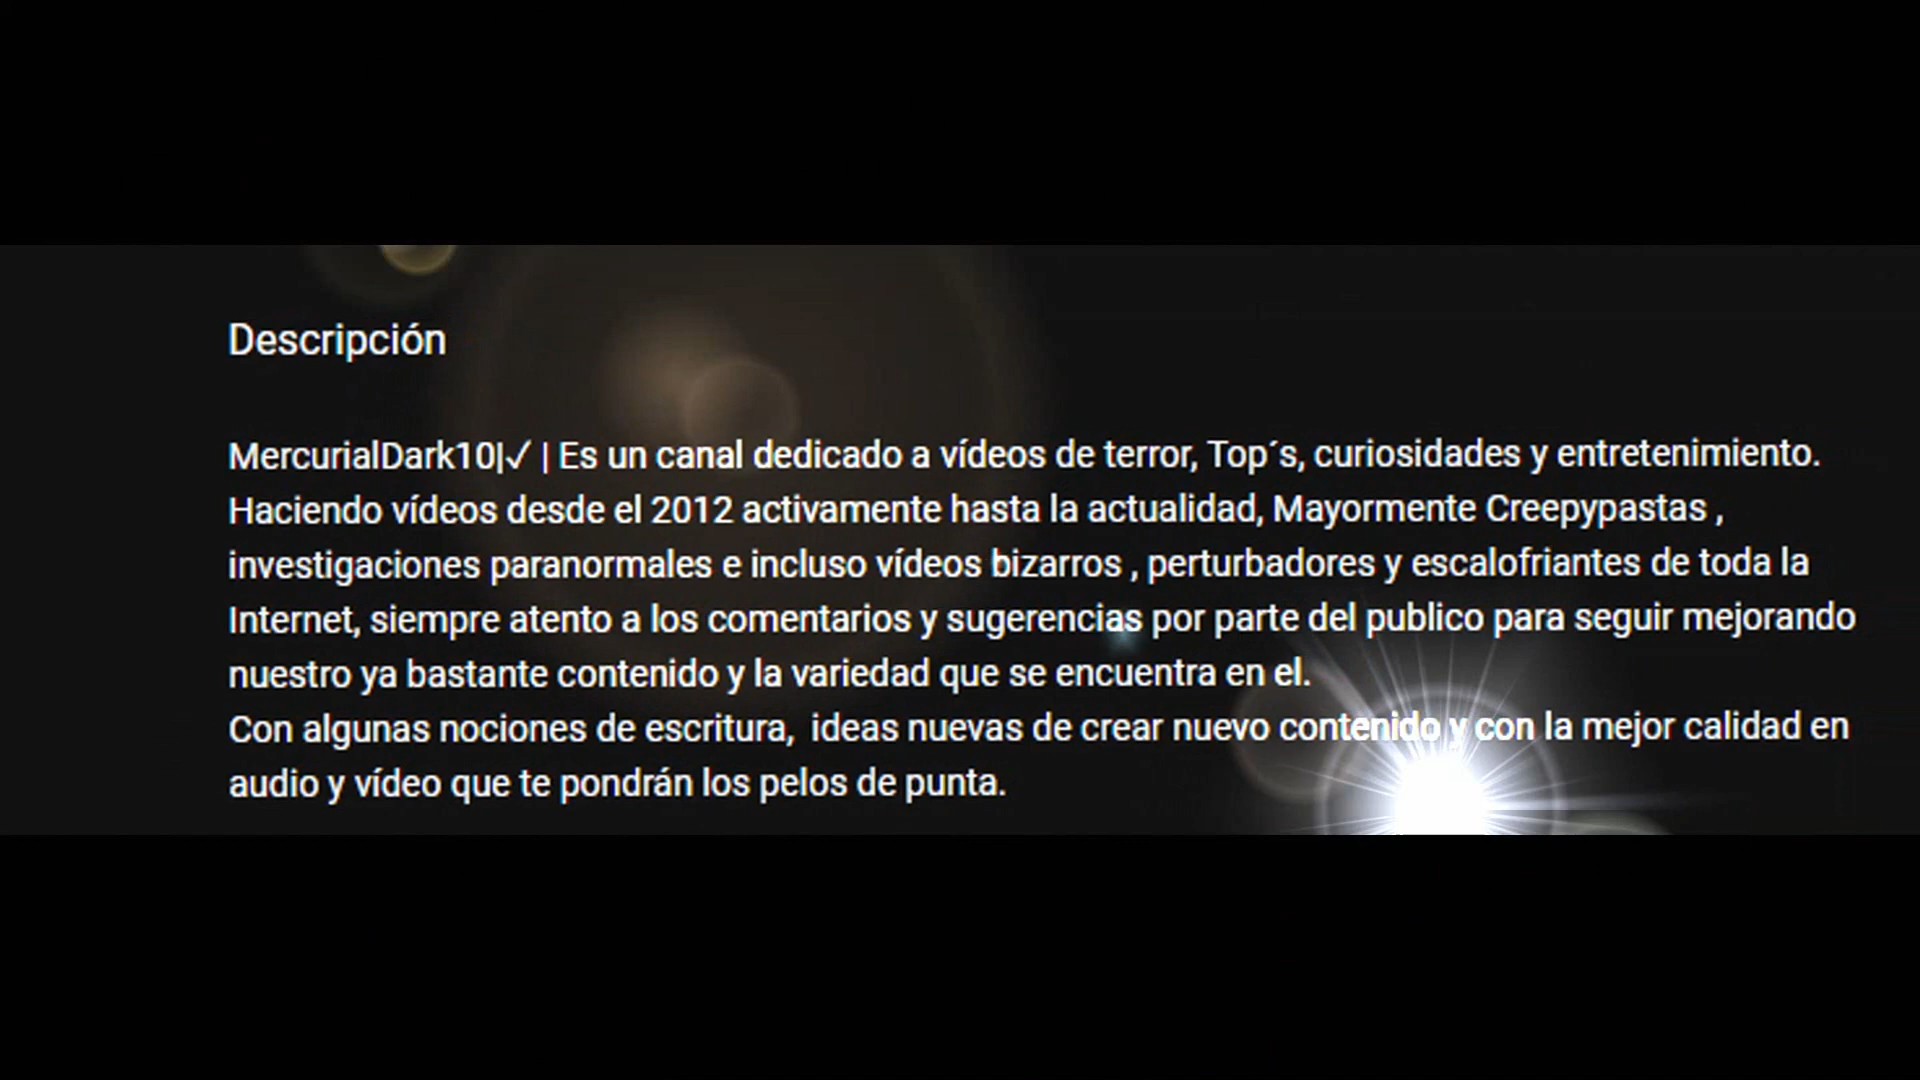 Descripción
MercurialDark10|✓ | Es un canal dedicado a vídeos de terror, Top´s, curiosidades y entretenimiento.
Haciendo vídeos desde el 2012 activamente hasta la actualidad, Mayormente Creepypastas ,
investigaciones paranormales e incluso vídeos bizarros , perturbadores y escalofriantes de toda la
Internet, siempre atento a los comentarios y sugerencias por parte del publico para seguir mejorando
nuestro ya bastante contenido y la variedad que se encuentra en el.
Con algunas nociones de escritura,  ideas nuevas de crear nuevo contenido y con la mejor calidad en
audio y vídeo que te pondrán los pelos de punta.